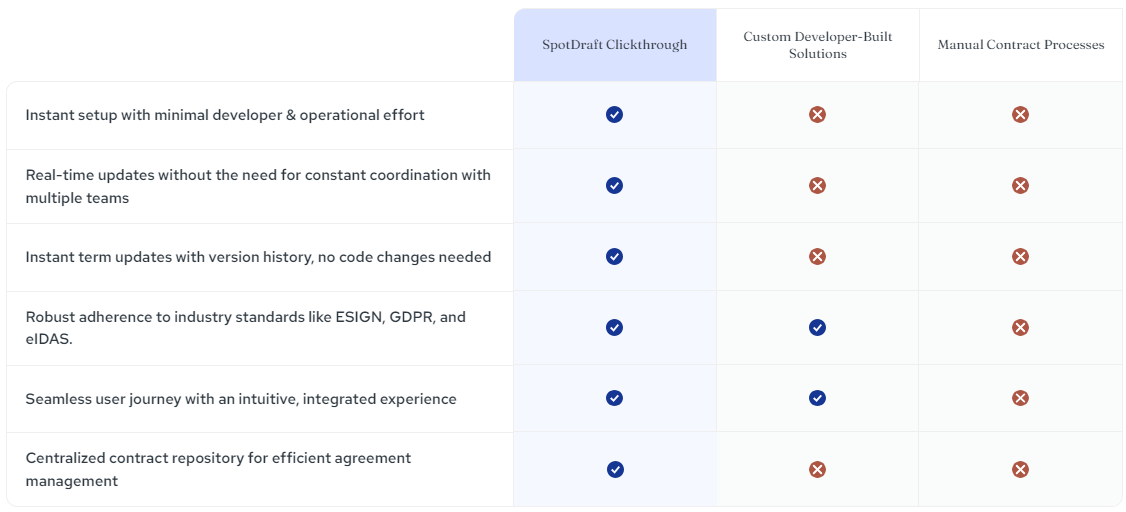 SpotDraft Clickthrough
Custom Developer-Built
Solutions
Manual Contract Processes
Instant setup with minimal developer & operational effort
Real-time updates without the need for constant coordination with
multiple teams
Instant term updates with version history, no code changes needed
Robust adherence to industry standards like ESIGN, GDPR, and
eIDAS.
Seamless user journey with an intuitive, integrated experience
Centralized contract repository for efficient agreement
management